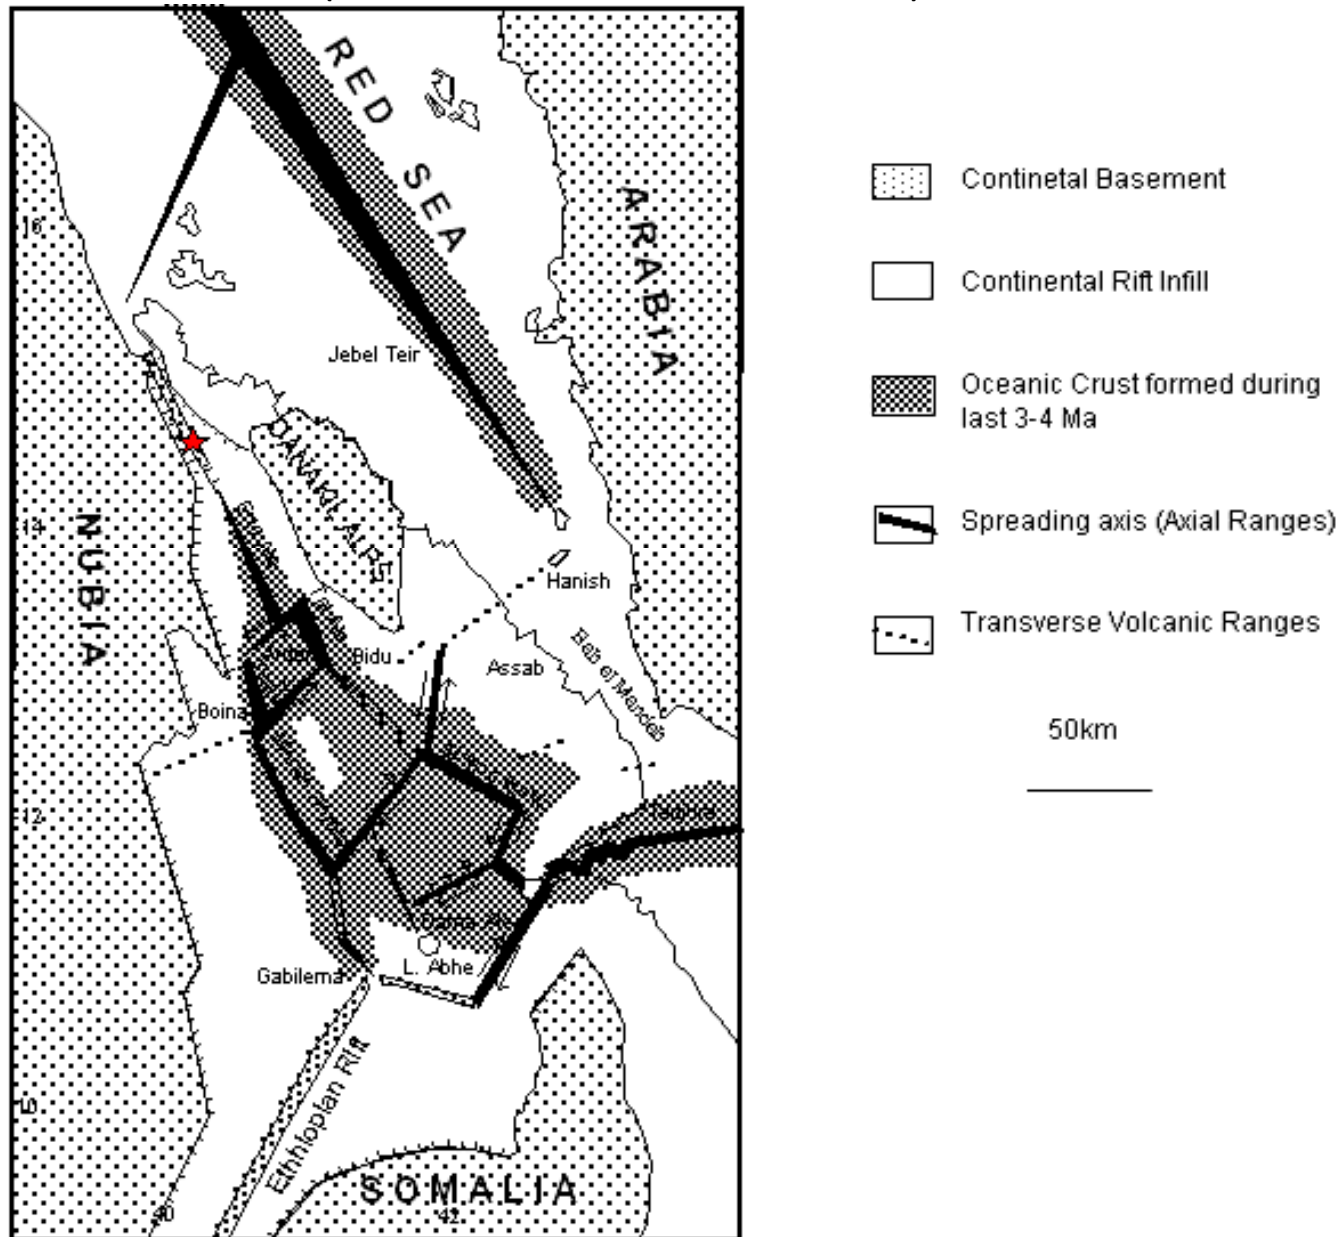 RED SEA
ARABIA
16
Jebel Teir
DANAKIL ALPS
NUBIA
14
Hanish
Bidu
Assab
Bab el Mandeb
Boina
12
L. Abhe
Gabilema
Ethhloplan Rift
SOMALIA
40
42
Continetal Basement
Continental Rift Infill
Oceanic Crust formed during
last 3-4 Ma
Spreading axis (Axial Ranges)
Transverse Volcanic Ranges
50km